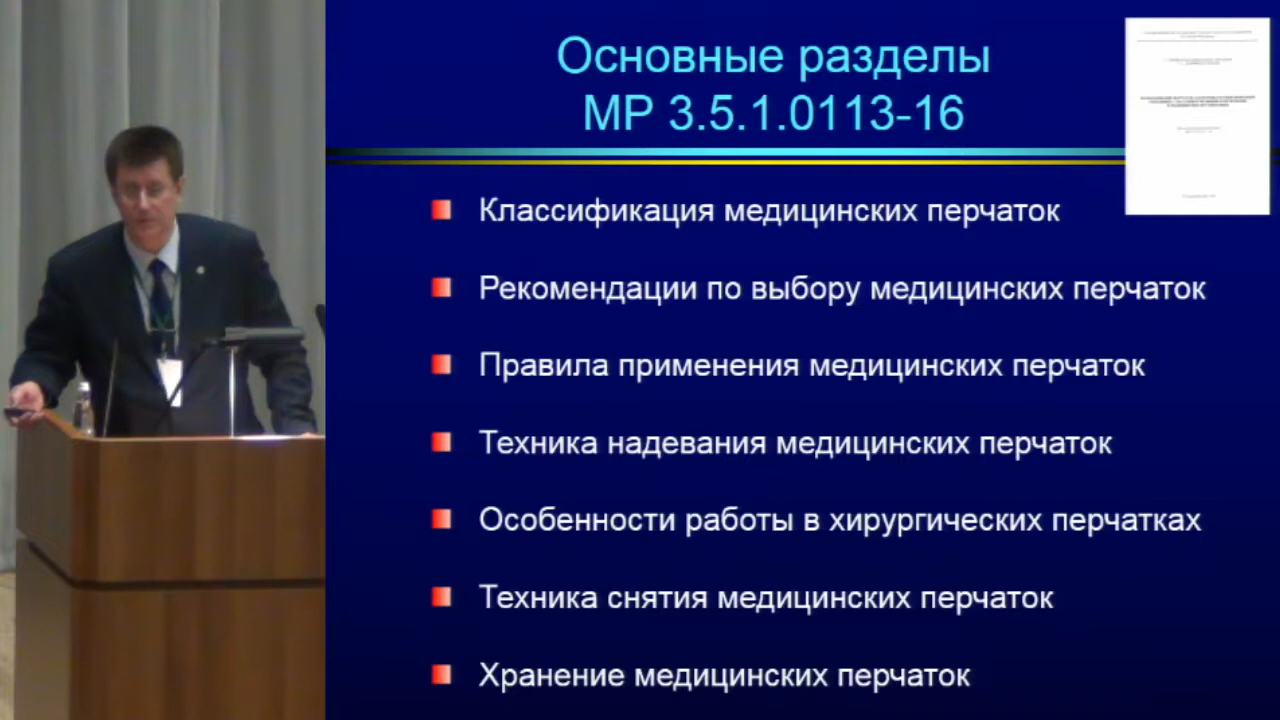 Основные разделы
МР 3.5.1.0113-16
Классификация медицинских перчаток
Рекомендации по выбору медицинских перчаток
Правила применения медицинских перчаток
Техника надевания медицинских перчаток
Особенности работы в хирургических перчатках
Техника снятия медицинских перчаток
Хранение медицинских перчаток